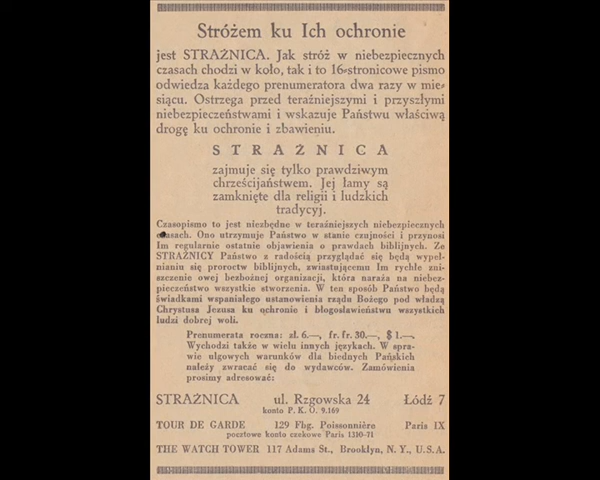 Stróżem ku Ich ochronie
jest STRAŻNICA. Jak stróż w niebezpiecznych
czasach chodzi w koło, tak i to 16-stronicowe pismo
odwiedza każdego prenumeratora dwa razy w mie-
siącu. Ostrzega przed teraźniejszymi i przyszłymi
niebezpieczeństwami i wskazuje Państwu właściwą
drogę ku ochronie i zbawieniu.
STRAŻNICA
zajmuje się tylko prawdziwym
chrześcijaństwem. Jej łamy są
zamknięte dla religii i ludzkich
tradycyj.
Czasopismo to jest niezbędne w teraźniejszych niebezpiecznych
czasach. Ono utrzymuje Państwo w stanie czujności i przynosi
Im regularnie ostatnie objawienia o prawdach biblijnych. Ze
STRAŻNICY Państwo z radością przyglądać się będą wypeł-
nianiu się proroctw biblijnych, zwiastującemu Im rychłe zni-
szczenie owej bezbożnej organizacji, która naraża na niebez-
pieczeństwo wszystkie stworzenia. W ten sposób Państwo będą
świadkami wspaniałego ustanowienia rządu Bożego pod władzą
Chrystusa Jezusa ku ochronie i błogosławieństwu wszystkich
ludzi dobrej woli.
Prenumerata roczna: zł. 6.—, fr. fr. 30.—, $ 1.—.
Wychodzi także w wielu innych językach. W spra-
wie ulgowych warunków dla biednych Pańskich
należy zwracać się do wydawców. Zamówienia
prosimy adresować:
STRAŻNICA ul. Rzgowska 24 Łódź 7
konto P. K. O. 9.169
TOUR DE GARDE 129 Fbg. Poissonnière Paris IX
pocztowe konto czekowe Paris 1310-71
THE WATCH TOWER 117 Adams St., Brooklyn, N. Y., U. S. A.